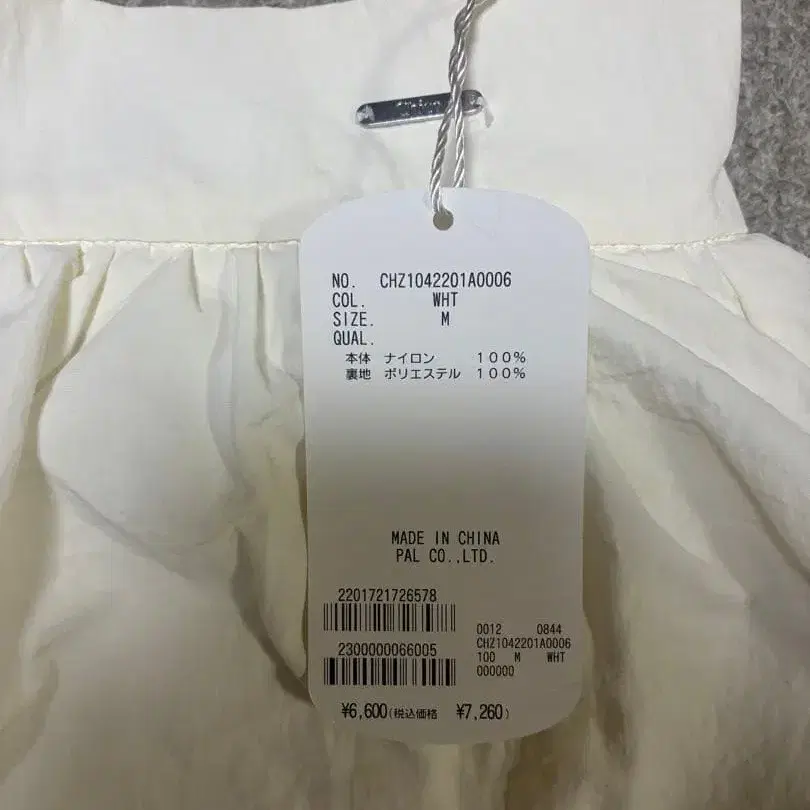 NO. CHZ1042201A0006
COL. WHT
SIZE. M
QUAL.
本体 ナイロン 100%
裏地 ポリエステル 100%
MADE IN CHINA
PAL CO.,LTD.
2201721726578
2300000066005
0012 0844
CHZ1042201A0006
100 M WHT
000000
¥6,600(税込価格 ¥7,260)